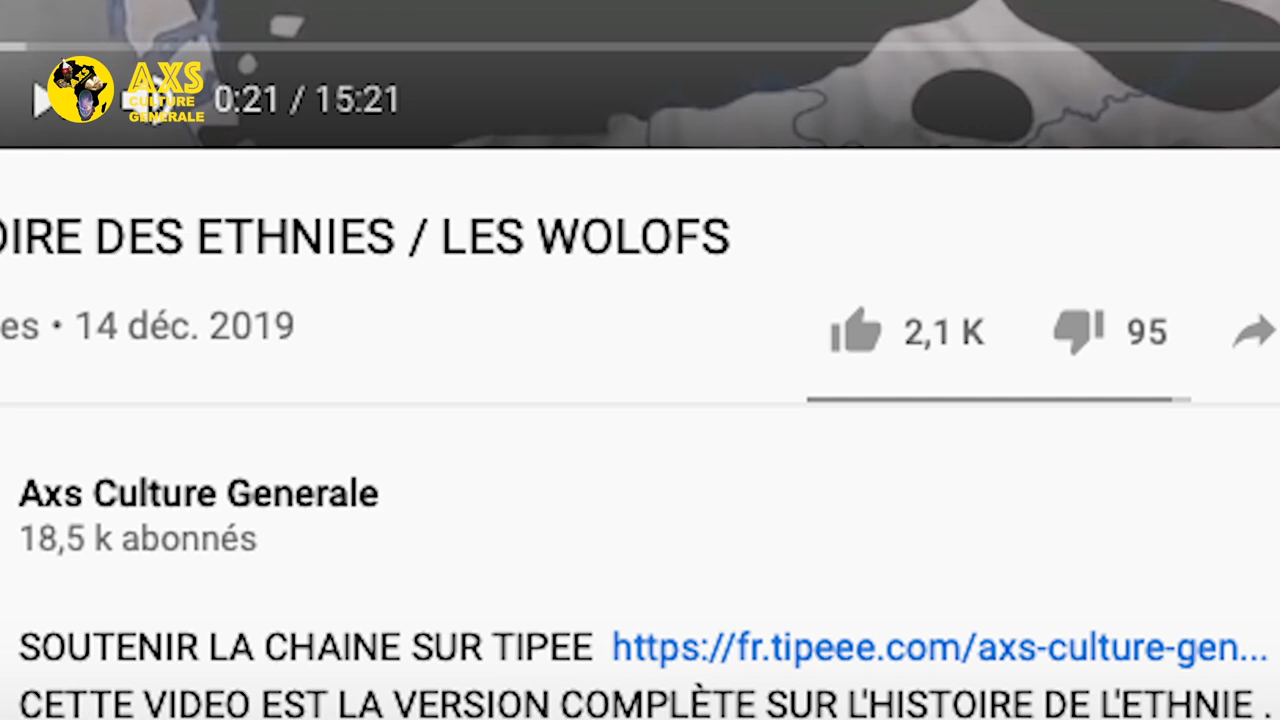 AXS
CULTURE
GENERALE
0:21 / 15:21
OIRE DES ETHNIES / LES WOLOFS
es • 14 déc. 2019
2,1 K
95
Axs Culture Generale
18,5 k abonnés
SOUTENIR LA CHAINE SUR TIPEE https://fr.tipeee.com/axs-culture-gen...
CETTE VIDEO EST LA VERSION COMPLÈTE SUR L'HISTOIRE DE L'ETHNIE .